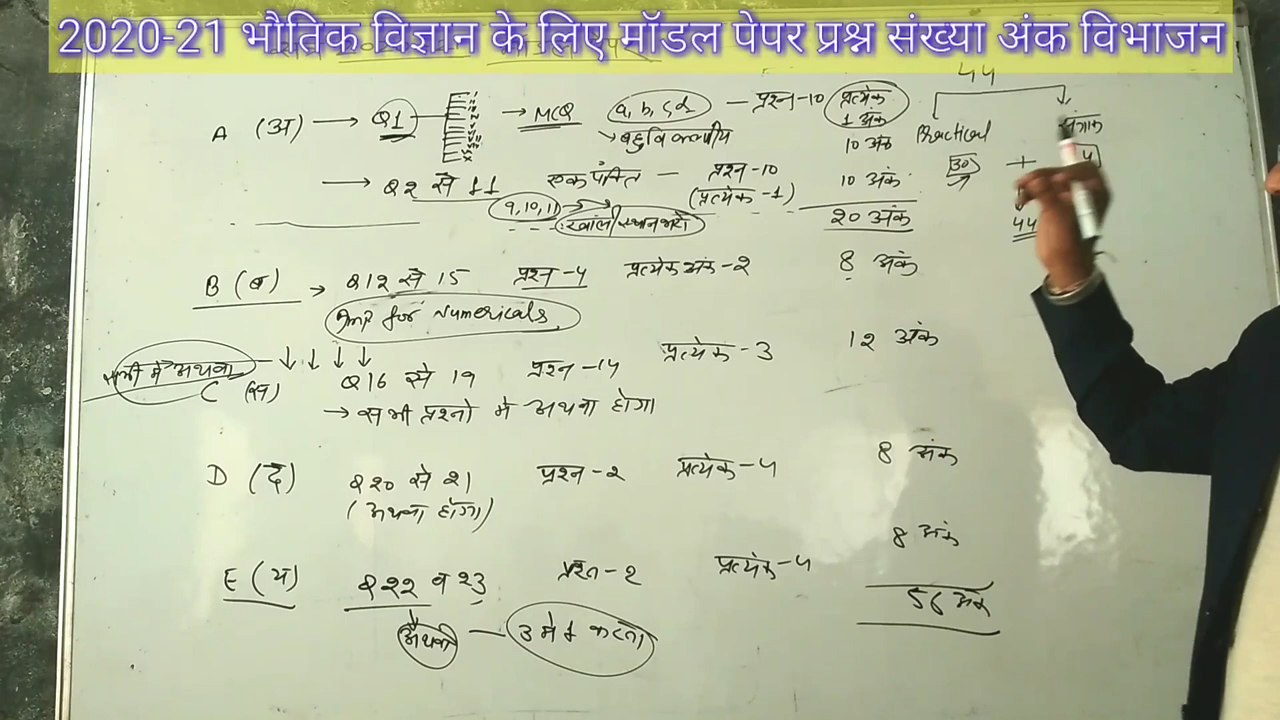 2020-21 भौतिक विज्ञान के लिए मॉडल पेपर प्रश्न संख्या अंक विभाजन
44
A (अ) → Q1 → MCQ a, b, c, d — प्रश्न-10 प्रत्येक 1 अंक
→ बहुविकल्पीय 10 अंक
Practical + सत्रांक
30
→ Q2 से 11 एक पंक्ति — प्रश्न-10 10 अंक
(प्रत्येक-1)
9, 10, 11 → खाली स्थान भरो 20 अंक
44
B (ब) → Q12 से 15 प्रश्न-4 प्रत्येक अंक-2 8 अंक
Imp for Numericals
सभी में अथवा
C (स) Q16 से 19 प्रश्न-4 प्रत्येक-3 12 अंक
→ सभी प्रश्नो मे अथवा होगा
D (द) Q20 से 21 प्रश्न-2 प्रत्येक-4 8 अंक
(अथवा होगा)
E (य) Q22 व 23 प्रश्न-2 प्रत्येक-4 8 अंक
56 अंक
अथवा — 3 मे 1 करना